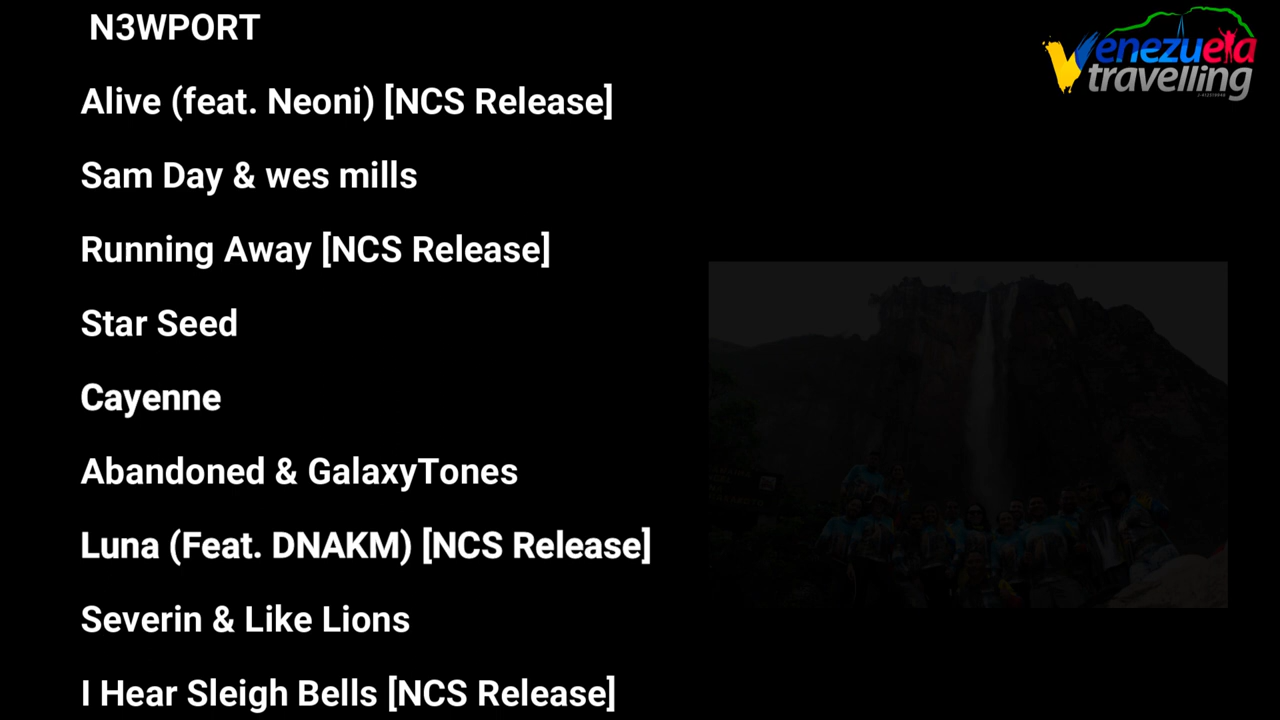 N3WPORT
Alive (feat. Neoni) [NCS Release]
Sam Day & wes mills
Running Away [NCS Release]
Star Seed
Cayenne
Abandoned & GalaxyTones
Luna (Feat. DNAKM) [NCS Release]
Severin & Like Lions
I Hear Sleigh Bells [NCS Release]
Venezuela
travelling